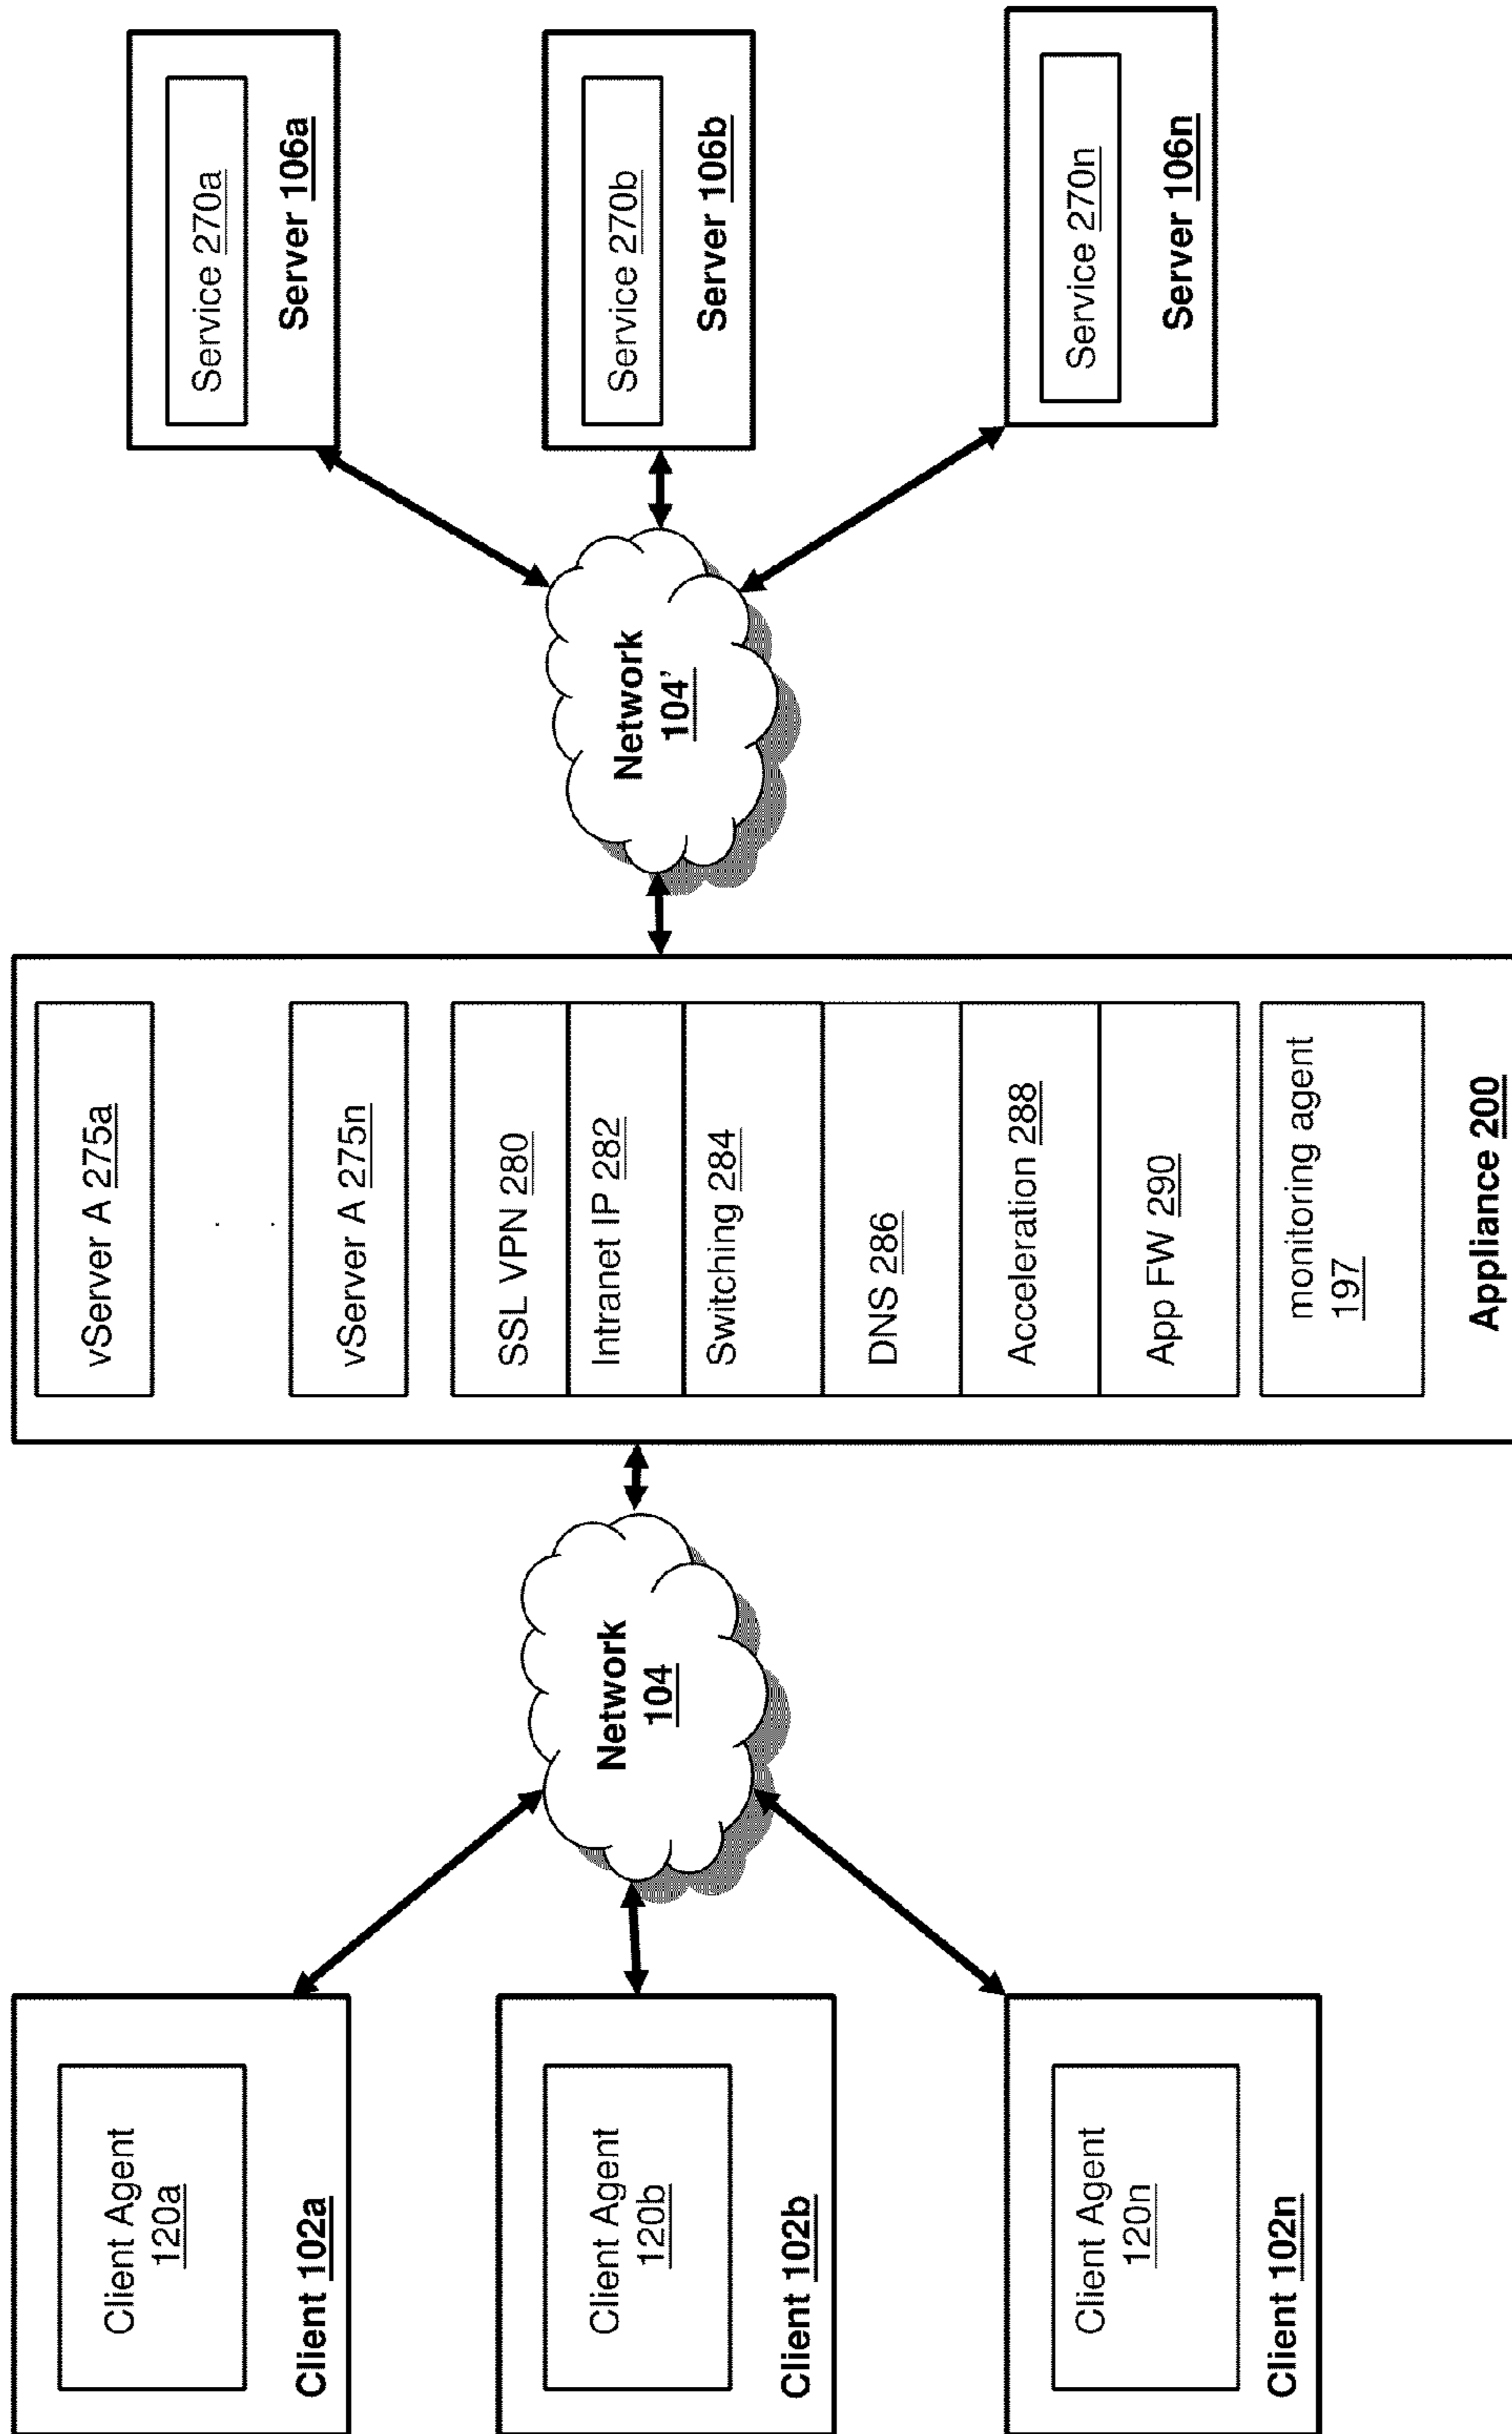 Client Agent
120a
Client 102a
Client Agent
120b
Client 102b
Client Agent
120n
Client 102n
Network
104
vServer A 275a
vServer A 275n
SSL VPN 280
Intranet IP 282
Switching 284
DNS 286
Acceleration 288
App FW 290
monitoring agent
197
Appliance 200
Network
104'
Service 270a
Server 106a
Service 270b
Server 106b
Service 270n
Server 106n